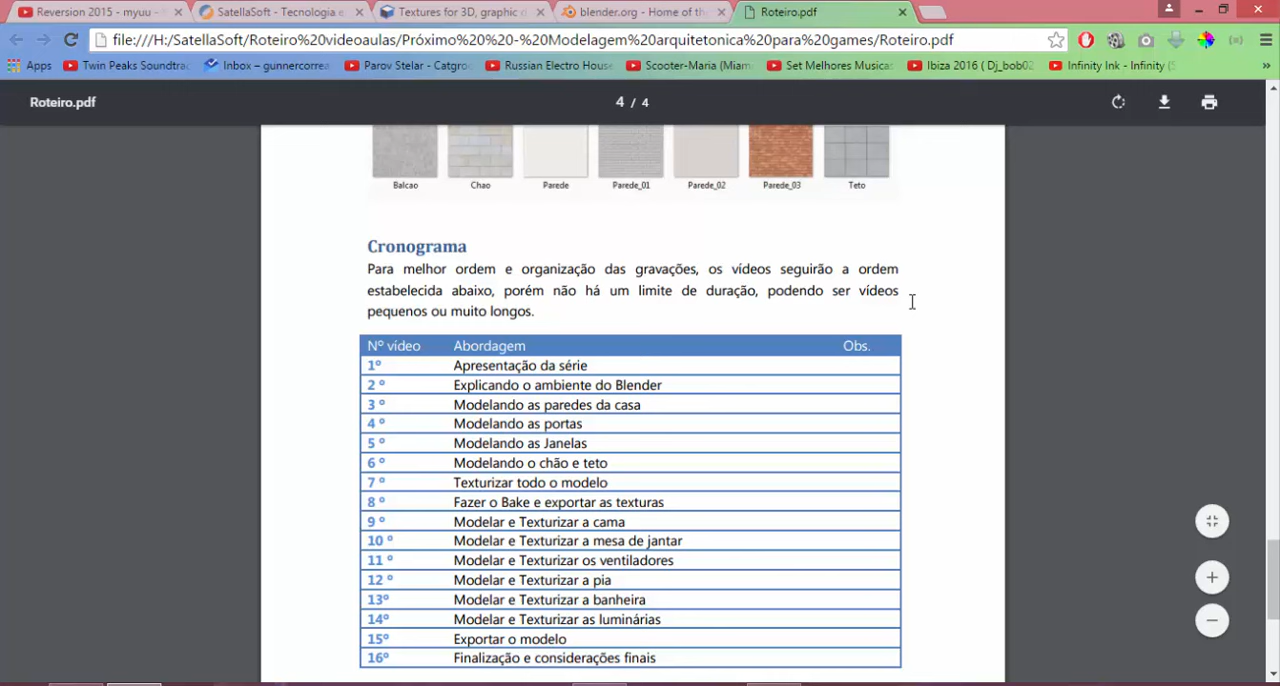 Reversion 2015 - myuu - You
SatellaSoft - Tecnologia e
Textures for 3D, graphic d
blender.org - Home of the
Roteiro.pdf
file:///H:/SatellaSoft/Roteiro%20videoaulas/Próximo%20%20-%20Modelagem%20arquitetonica%20para%20games/Roteiro.pdf
Apps
Twin Peaks Soundtra
Inbox – gunnercorrea
Parov Stelar - Catgro
Russian Electro House
Scooter-Maria (Miam
Set Melhores Musicas
Ibiza 2016 ( Dj_bob02
Infinity Ink - Infinity (
»
Roteiro.pdf
4 / 4
Balcao Chao Parede Parede_01 Parede_02 Parede_03 Teto
Cronograma
Para melhor ordem e organização das gravações, os vídeos seguirão a ordem
estabelecida abaixo, porém não há um limite de duração, podendo ser vídeos
pequenos ou muito longos.
Nº vídeo Abordagem Obs.
1º Apresentação da série
2 º Explicando o ambiente do Blender
3 º Modelando as paredes da casa
4 º Modelando as portas
5 º Modelando as Janelas
6 º Modelando o chão e teto
7 º Texturizar todo o modelo
8 º Fazer o Bake e exportar as texturas
9 º Modelar e Texturizar a cama
10 º Modelar e Texturizar a mesa de jantar
11 º Modelar e Texturizar os ventiladores
12 º Modelar e Texturizar a pia
13º Modelar e Texturizar a banheira
14º Modelar e Texturizar as luminárias
15º Exportar o modelo
16º Finalização e considerações finais